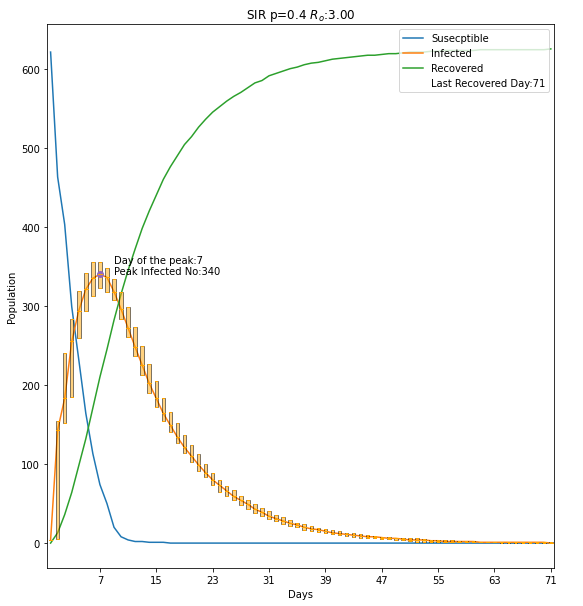 SIR p=0.4 Rₒ:3.00
Susecptible
Infected
Recovered
Last Recovered Day:71
Day of the peak:7
Peak Infected No:340
Population
600
500
400
300
200
100
0
7 15 23 31 39 47 55 63 71
Days